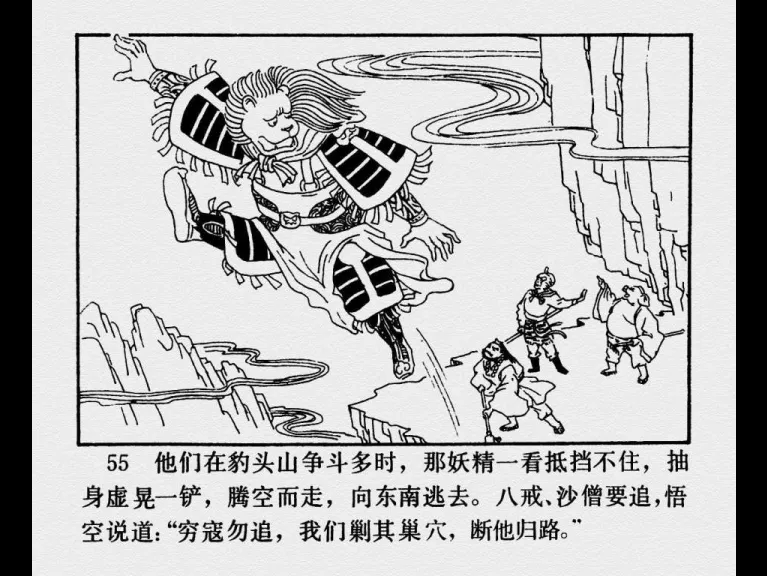 55 他们在豹头山争斗多时，那妖精一看抵挡不住，抽
身虚晃一铲，腾空而走，向东南逃去。八戒、沙僧要追，悟
空说道：“穷寇勿追，我们剿其巢穴，断他归路。”